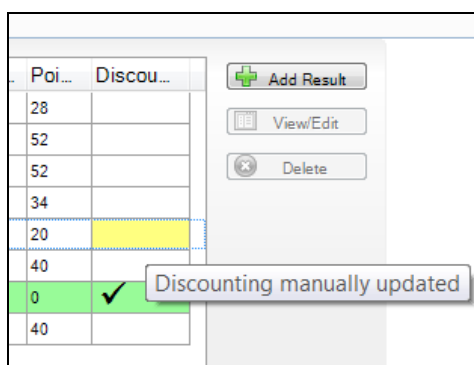 Poi... Discou...
Add Result
28
View/Edit
52
52
Delete
34
20
40
Discounting manually updated
0 ✓
40